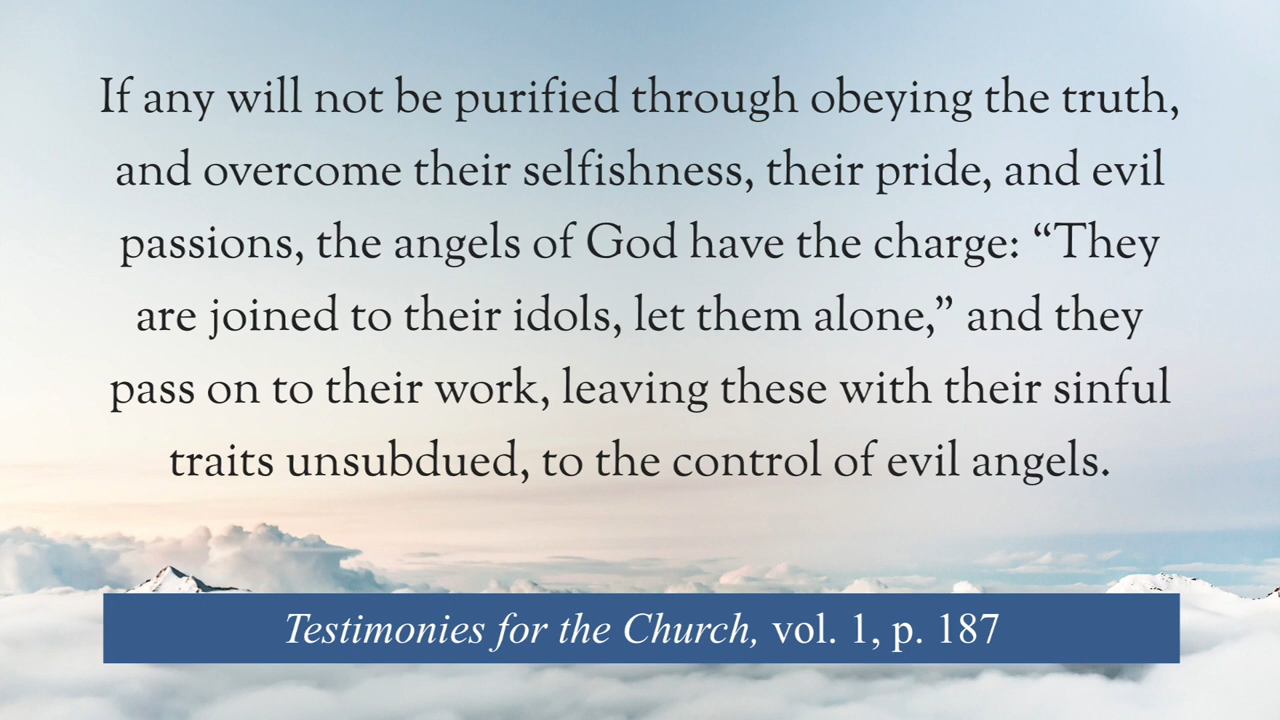 If any will not be purified through obeying the truth,
and overcome their selfishness, their pride, and evil
passions, the angels of God have the charge: “They
are joined to their idols, let them alone,” and they
pass on to their work, leaving these with their sinful
traits unsubdued, to the control of evil angels.
Testimonies for the Church, vol. 1, p. 187